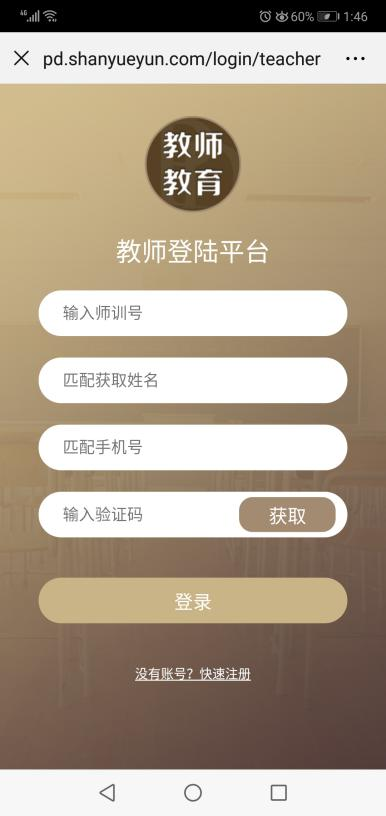 4G
60%
1:46
pd.shanyueyun.com/login/teacher
教师
教育
教师登陆平台
输入师训号
匹配获取姓名
匹配手机号
输入验证码
获取
登录
没有账号？快速注册